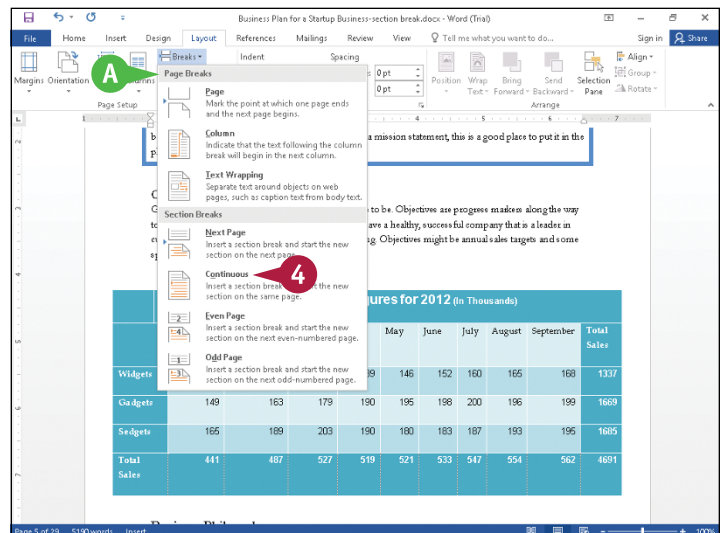 Business Plan for a Startup Business-section break.docx - Word (Trial)
File Home Insert Design Layout References Mailings Review View Tell me what you want to do... Sign in Share
Breaks Indent Spacing Align
Margins Orientation Columns 0 pt Position Wrap Bring Send Selection Group
0 pt Text Forward Backward Pane Rotate
Page Setup Arrange
A
Page Breaks
Page
Mark the point at which one page ends
and the next page begins.
Column
Indicate that the text following the column
break will begin in the next column.
Text Wrapping
Separate text around objects on web
pages, such as caption text from body text.
Section Breaks
Next Page
Insert a section break and start the new
section on the next page.
Continuous
4
Insert a section break and start the new
section on the same page.
Even Page
Insert a section break and start the new
section on the next even-numbered page.
Odd Page
Insert a section break and start the new
section on the next odd-numbered page.
a mission statement, this is a good place to put it in the
to be. Objectives are progress markers along the way
have a healthy, successful company that is a leader in
Objectives might be annual sales targets and some
for 2012 (In Thousands)
May June July August September Total
Sales
Widgets 146 152 160 165 168 1337
Gadgets 149 163 179 190 195 198 200 196 199 1669
Sedgets 165 189 203 190 180 183 187 193 195 1685
Total 441 487 527 519 521 533 547 554 562 4691
Sales
Page 5 of 29 5190 words Insert 100%